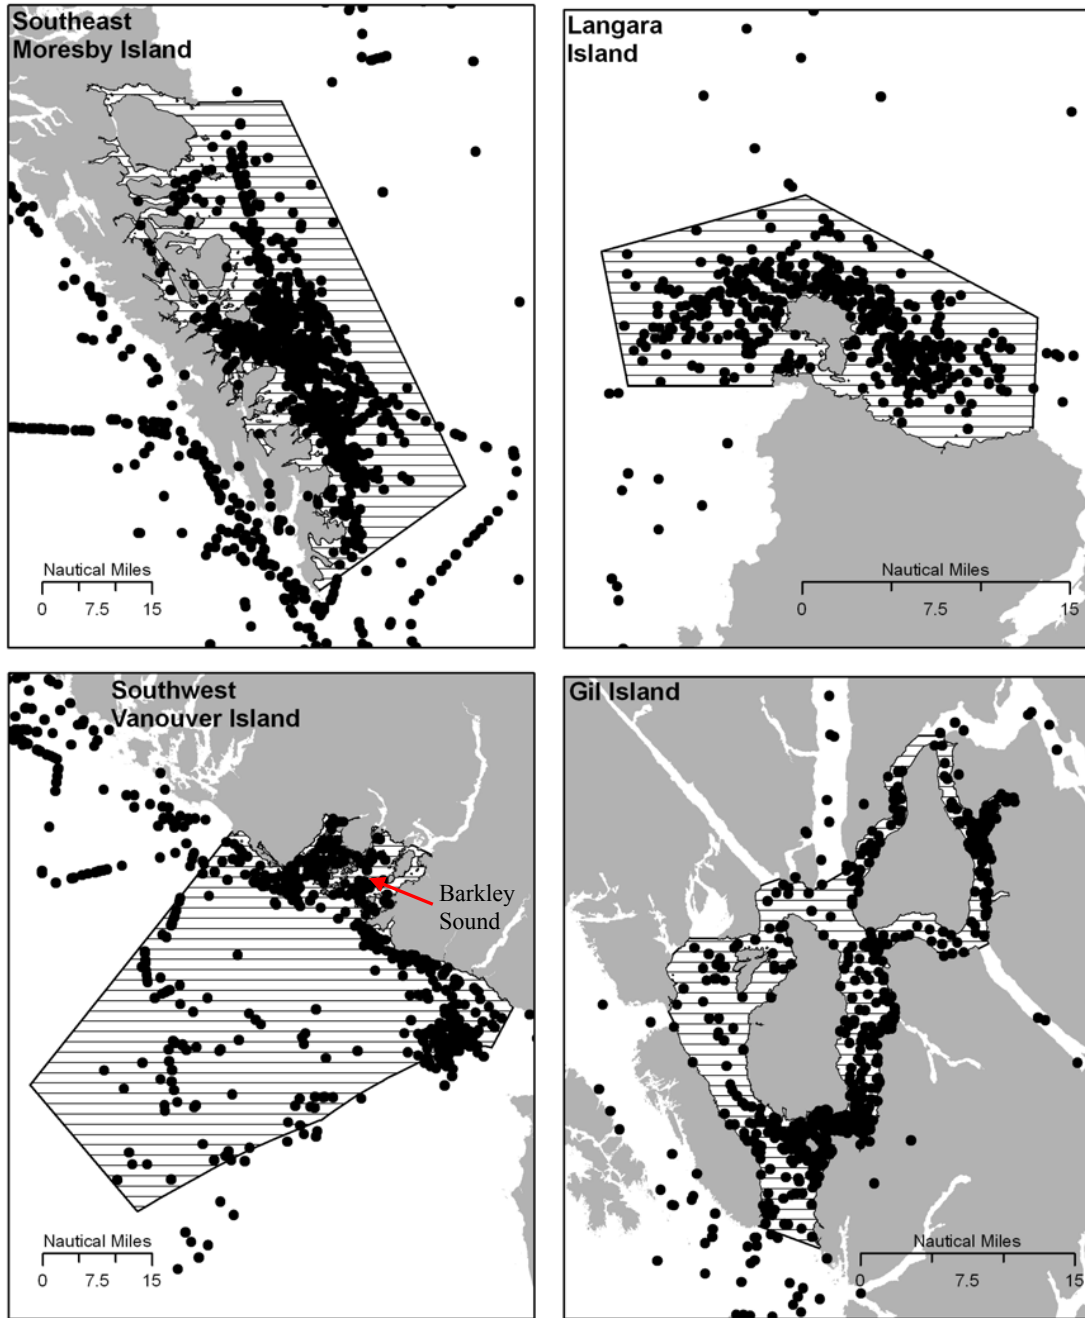 Southeast
Moresby Island
Nautical Miles
0 7.5 15
Langara
Island
Nautical Miles
0 7.5 15
Southwest
Vanouver Island
Barkley
Sound
Nautical Miles
0 7.5 15
Gil Island
Nautical Miles
0 7.5 15